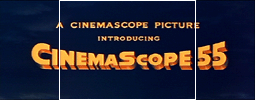 A CINEMASCOPE PICTURE
INTRODUCING
CINEMASCOPE 55